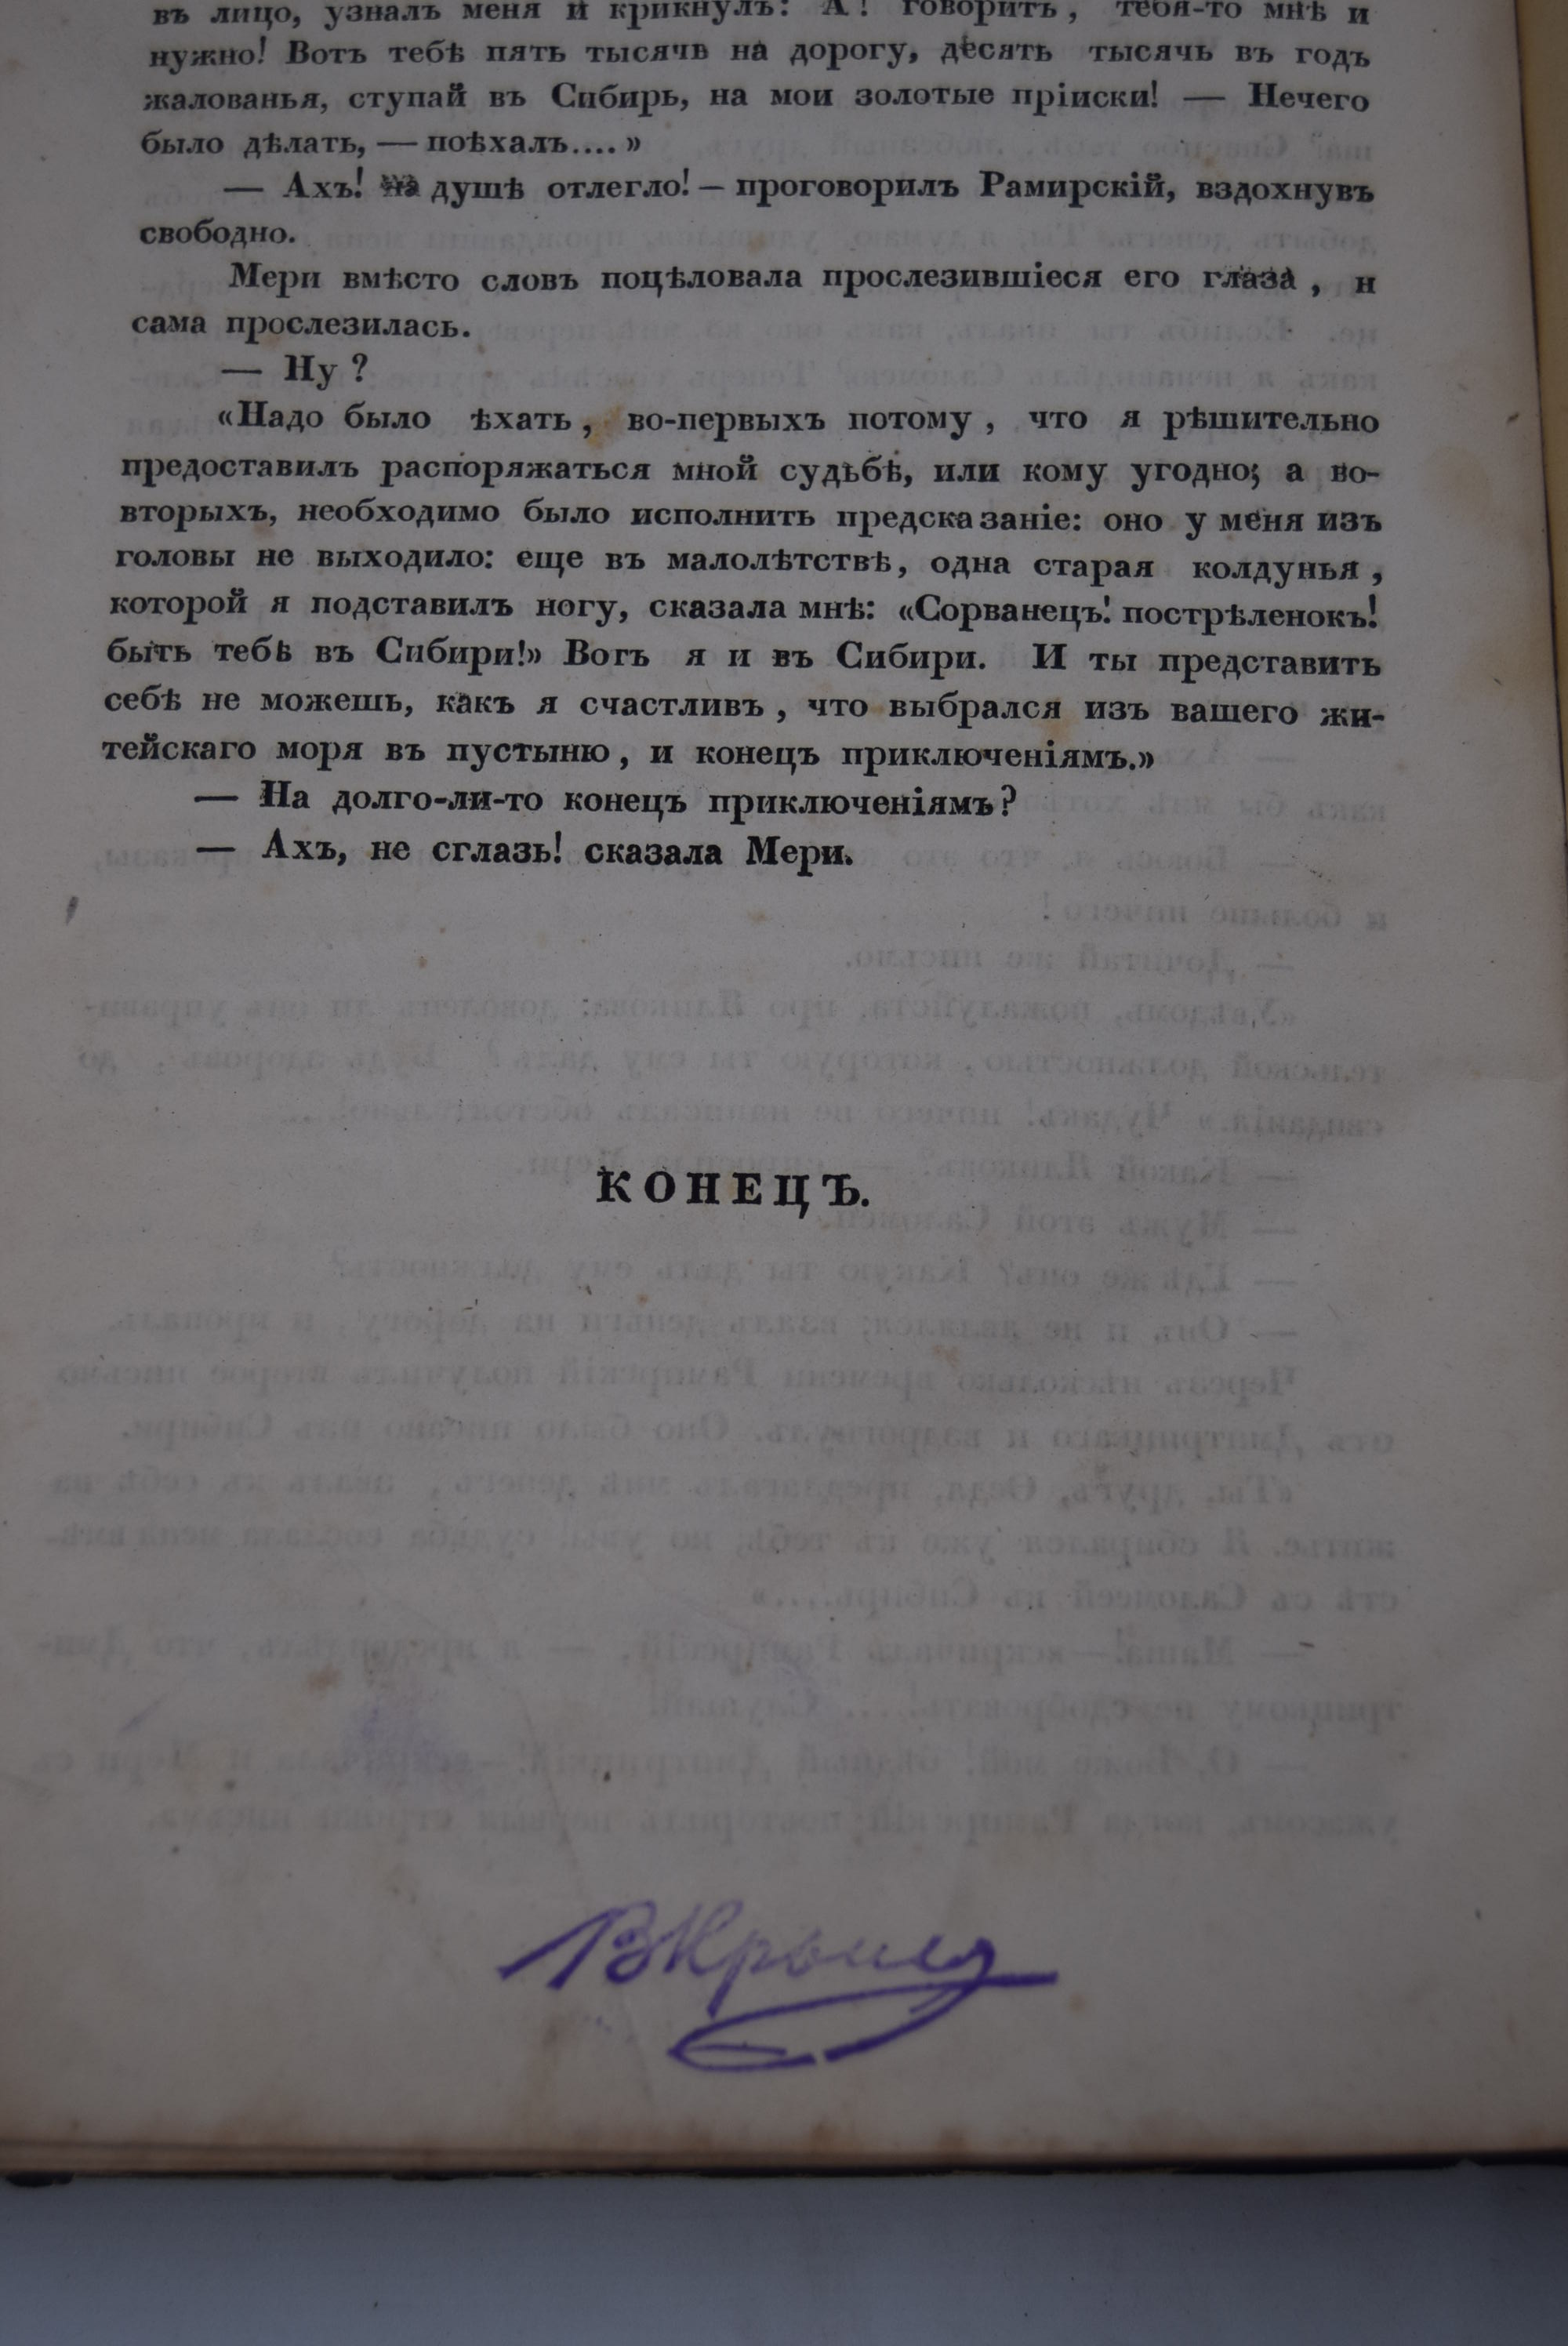 въ лицо, узналъ меня и крикнулъ: А! говоритъ, тебя-то мнѣ и
нужно! Вотъ тебѣ пять тысячь на дорогу, десять тысячь въ годъ
жалованья, ступай въ Сибирь, на мои золотые пріиски! — Нечего
было дѣлать, — поѣхалъ....»
— Ахъ! на душѣ отлегло! — проговорилъ Рамирскій, вздохнувъ
свободно.
Мери вмѣсто словъ поцѣловала прослезившіеся его глаза, и
сама прослезилась.
— Ну?
«Надо было ѣхать, во-первыхъ потому, что я рѣшительно
предоставилъ распоряжаться мной судьбѣ, или кому угодно; а во-
вторыхъ, необходимо было исполнить предсказаніе: оно у меня изъ
головы не выходило: еще въ малолѣтствѣ, одна старая колдунья,
которой я подставилъ ногу, сказала мнѣ: «Сорванецъ! пострѣленокъ!
быть тебѣ въ Сибири!» Вотъ я и въ Сибири. И ты представить
себѣ не можешь, какъ я счастливъ, что выбрался изъ вашего жи-
тейскаго моря въ пустыню, и конецъ приключеніямъ.»
— На долго-ли-то конецъ приключеніямъ?
— Ахъ, не сглазь! сказала Мери.
КОНЕЦЪ.